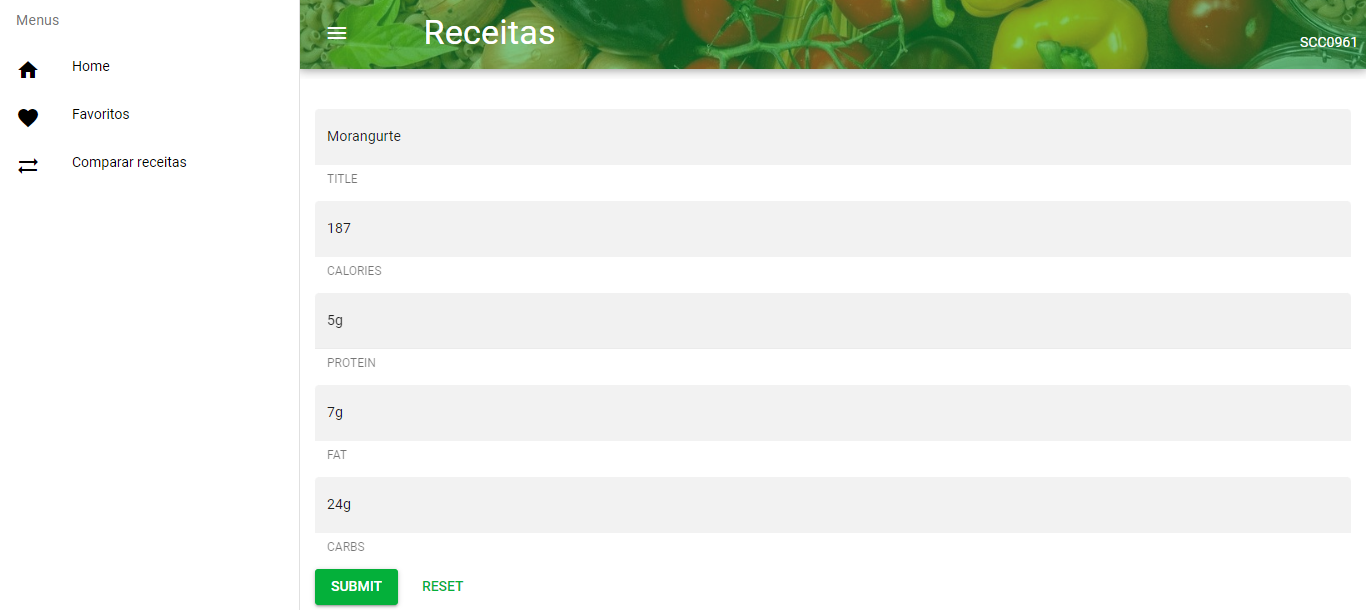 Menus
Home
Favoritos
Comparar receitas
Receitas
SCC0961
Morangurte
TITLE
187
CALORIES
5g
PROTEIN
7g
FAT
24g
CARBS
SUBMIT
RESET